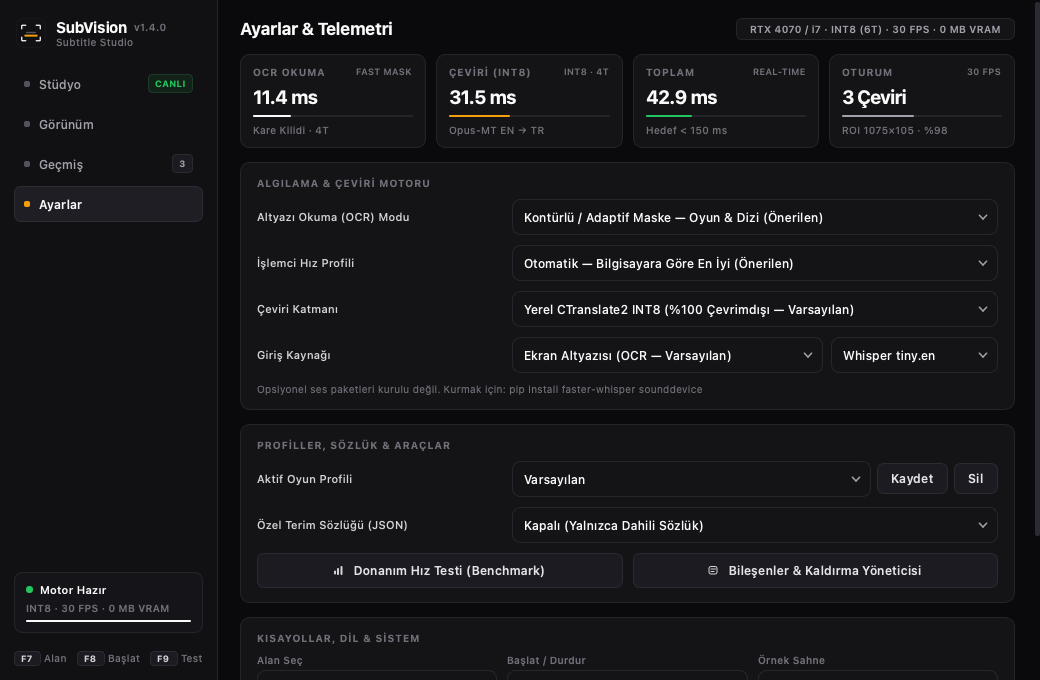 SubVision v1.4.0
Subtitle Studio
Stüdyo CANLI
Görünüm
Geçmiş 3
Ayarlar
Motor Hazır
INT8 · 30 FPS · 0 MB VRAM
F7 Alan F8 Başlat F9 Test
Ayarlar & Telemetri
RTX 4070 / i7 · INT8 (6T) · 30 FPS · 0 MB VRAM
OCR OKUMA FAST MASK
11.4 ms
Kare Kilidi · 4T
ÇEVİRİ (INT8) INT8 · 4T
31.5 ms
Opus-MT EN → TR
TOPLAM REAL-TIME
42.9 ms
Hedef < 150 ms
OTURUM 30 FPS
3 Çeviri
ROI 1075×105 · %98
ALGILAMA & ÇEVİRİ MOTORU
Altyazı Okuma (OCR) Modu Kontürlü / Adaptif Maske — Oyun & Dizi (Önerilen)
İşlemci Hız Profili Otomatik — Bilgisayara Göre En İyi (Önerilen)
Çeviri Katmanı Yerel CTranslate2 INT8 (%100 Çevrimdışı — Varsayılan)
Giriş Kaynağı Ekran Altyazısı (OCR — Varsayılan) Whisper tiny.en
Opsiyonel ses paketleri kurulu değil. Kurmak için: pip install faster-whisper sounddevice
PROFİLLER, SÖZLÜK & ARAÇLAR
Aktif Oyun Profili Varsayılan Kaydet Sil
Özel Terim Sözlüğü (JSON) Kapalı (Yalnızca Dahili Sözlük)
Donanım Hız Testi (Benchmark) Bileşenler & Kaldırma Yöneticisi
KISAYOLLAR, DİL & SİSTEM
Alan Seç Başlat / Durdur Örnek Sahne